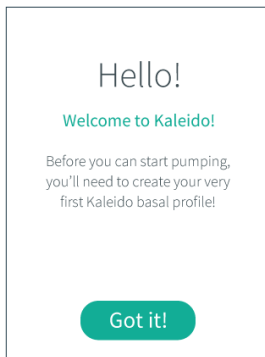 Hello!
Welcome to Kaleido!
Before you can start pumping,
you'll need to create your very
first Kaleido basal profile!
Got it!